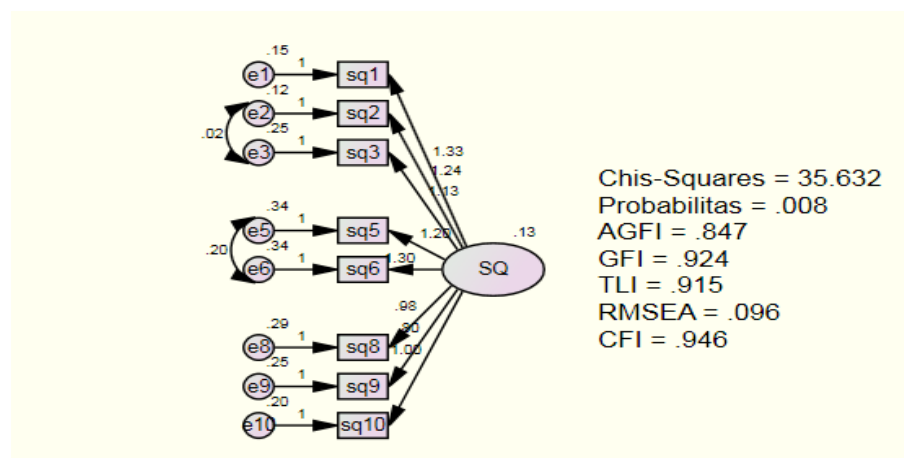 .15
e1 1 sq1
.12
e2 1 sq2
.02
.25
e3 1 sq3
1.33
1.24
1.13
.34
e5 1 sq5
1.20
.13
.20
.34
e6 1 sq6
1.30
SQ
.98
.29
e8 1 sq8
.80
1.00
.25
e9 1 sq9
.20
e10 1 sq10
Chis-Squares = 35.632
Probabilitas = .008
AGFI = .847
GFI = .924
TLI = .915
RMSEA = .096
CFI = .946